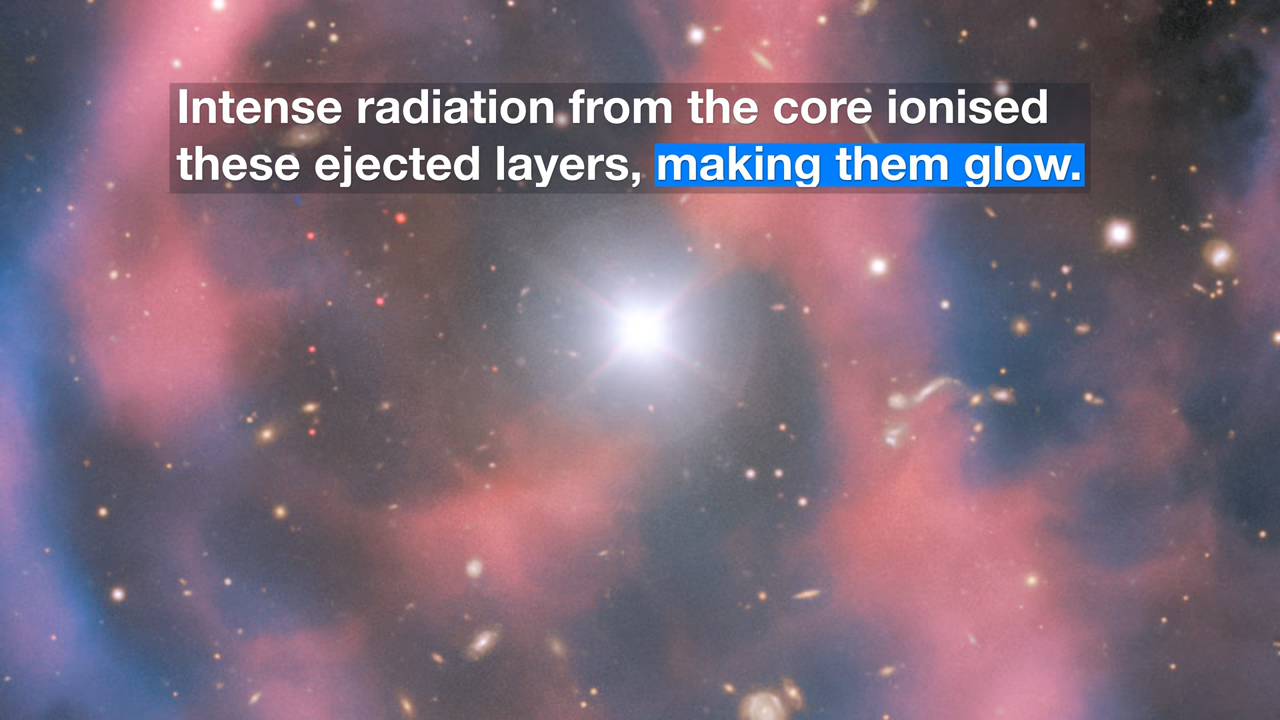 Intense radiation from the core ionised
these ejected layers, making them glow.